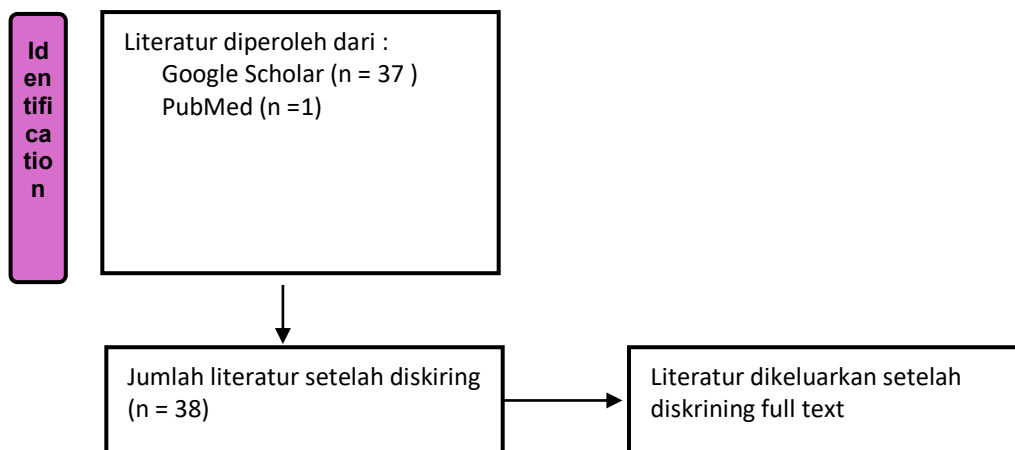 Id
en
tifi
ca
tio
n
Literatur diperoleh dari :
Google Scholar (n = 37 )
PubMed (n =1)
Jumlah literatur setelah diskiring
(n = 38)
Literatur dikeluarkan setelah
diskrining full text